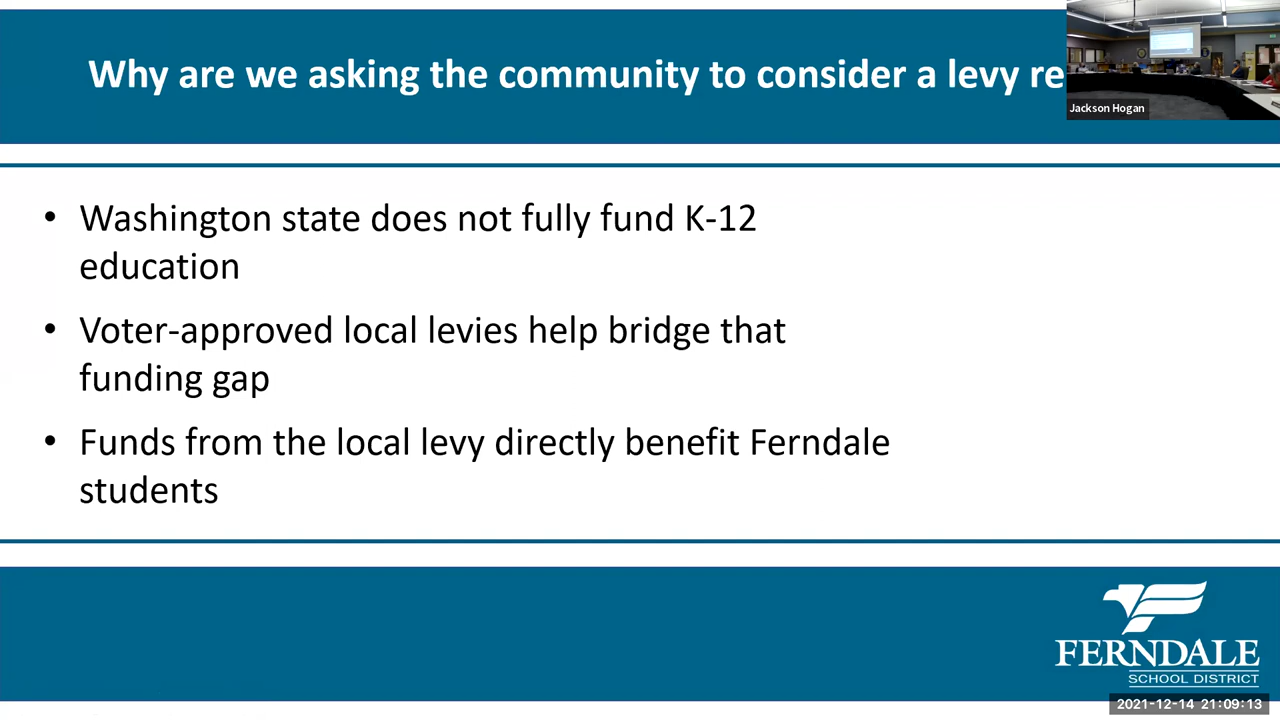 Why are we asking the community to consider a levy re
Jackson Hogan
• Washington state does not fully fund K-12
education
• Voter-approved local levies help bridge that
funding gap
• Funds from the local levy directly benefit Ferndale
students
FERNDALE
SCHOOL DISTRICT
2021-12-14 21:09:13